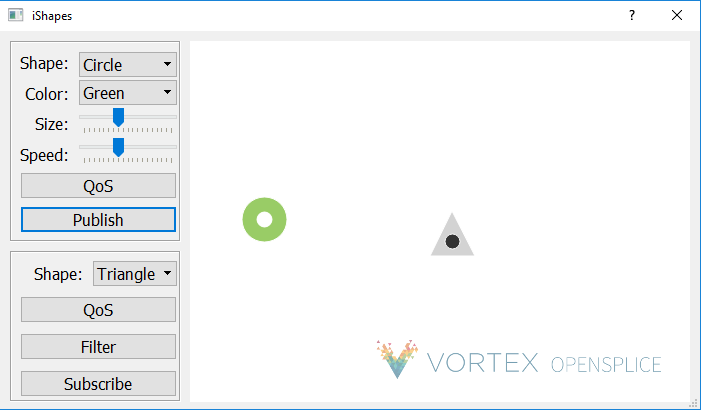 iShapes
Shape: Circle
Color: Green
Size:
Speed:
QoS
Publish
Shape: Triangle
QoS
Filter
Subscribe
VORTEX OPENSPLICE